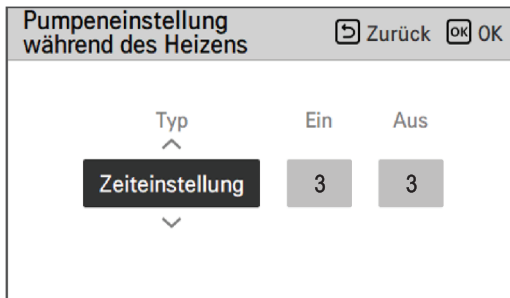 Pumpeneinstellung
während des Heizens
Zurück OK OK
Typ Ein Aus
Zeiteinstellung 3 3